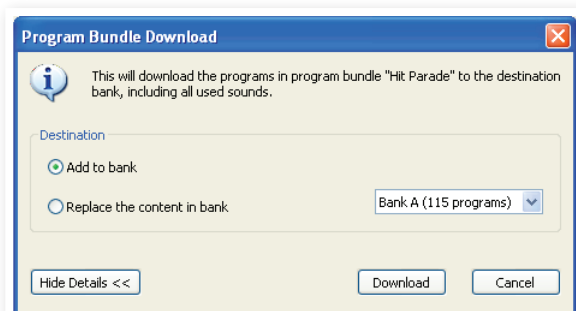 Program Bundle Download
This will download the programs in program bundle "Hit Parade" to the destination
bank, including all used sounds.
Destination
Add to bank
Replace the content in bank
Bank A (115 programs)
Hide Details <<
Download
Cancel